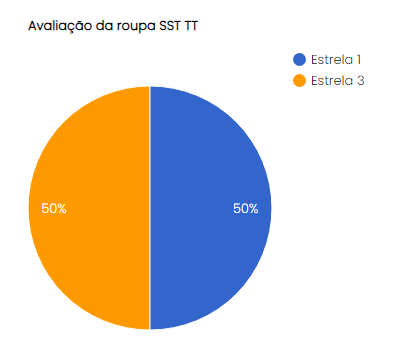 Avaliação da roupa SST TT
Estrela 1
Estrela 3
50%
50%